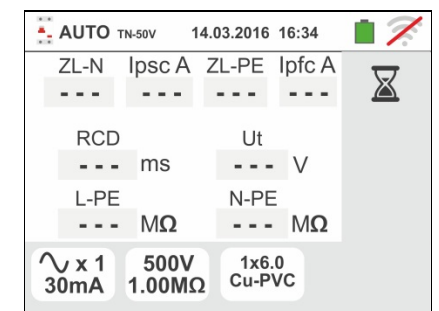 AUTO TN-50V 14.03.2016 16:34
ZL-N Ipsc A ZL-PE Ipfc A
- - - - - - - - - - - -
RCD Ut
- - - ms - - - V
L-PE N-PE
- - - MΩ - - - MΩ
x 1 500V 1x6.0
30mA 1.00MΩ Cu-PVC